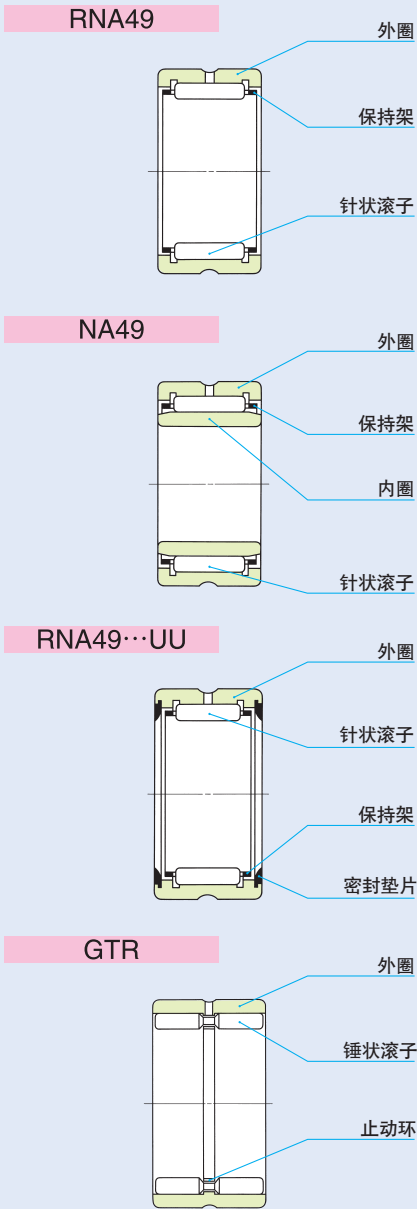 RNA49
外圈
保持架
针状滚子
NA49
外圈
保持架
内圈
针状滚子
RNA49···UU
外圈
针状滚子
保持架
密封垫片
GTR
外圈
锤状滚子
止动环